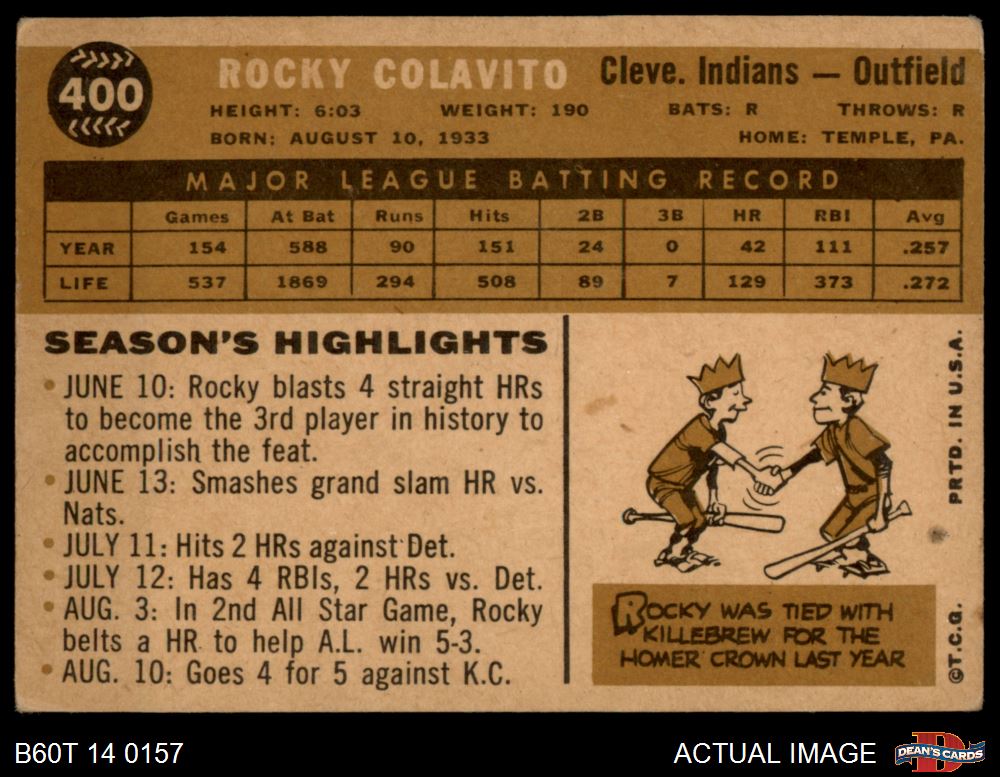 400
ROCKY COLAVITO Cleve. Indians — Outfield
HEIGHT: 6:03 WEIGHT: 190 BATS: R THROWS: R
BORN: AUGUST 10, 1933 HOME: TEMPLE, PA.
MAJOR LEAGUE BATTING RECORD
Games At Bat Runs Hits 2B 3B HR RBI Avg
YEAR 154 588 90 151 24 0 42 111 .257
LIFE 537 1869 294 508 89 7 129 373 .272
SEASON'S HIGHLIGHTS
• JUNE 10: Rocky blasts 4 straight HRs
to become the 3rd player in history to
accomplish the feat.
• JUNE 13: Smashes grand slam HR vs.
Nats.
• JULY 11: Hits 2 HRs against Det.
• JULY 12: Has 4 RBIs, 2 HRs vs. Det.
• AUG. 3: In 2nd All Star Game, Rocky
belts a HR to help A.L. win 5-3.
• AUG. 10: Goes 4 for 5 against K.C.
ROCKY WAS TIED WITH
KILLEBREW FOR THE
HOMER CROWN LAST YEAR
©T.C.G. PRTD. IN U.S.A.
B60T 14 0157 ACTUAL IMAGE
DEAN'S CARDS